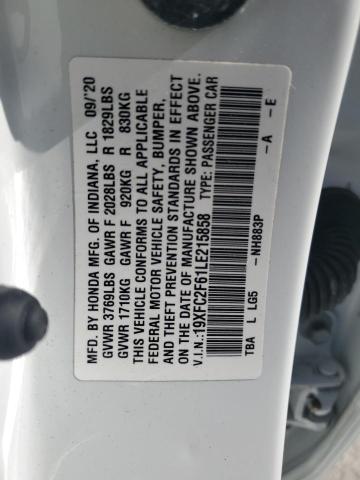 MFD. BY HONDA MFG. OF INDIANA, LLC 09/'20
GVWR 3769LBS GAWR F 2028LBS R 1829LBS
GVWR 1710KG GAWR F 920KG R 830KG
THIS VEHICLE CONFORMS TO ALL APPLICABLE
FEDERAL MOTOR VEHICLE SAFETY, BUMPER,
AND THEFT PREVENTION STANDARDS IN EFFECT
ON THE DATE OF MANUFACTURE SHOWN ABOVE.
V.I.N.:19XFC2F61LE215858 TYPE: PASSENGER CAR
TBA L LG5 -NH883P -A -E